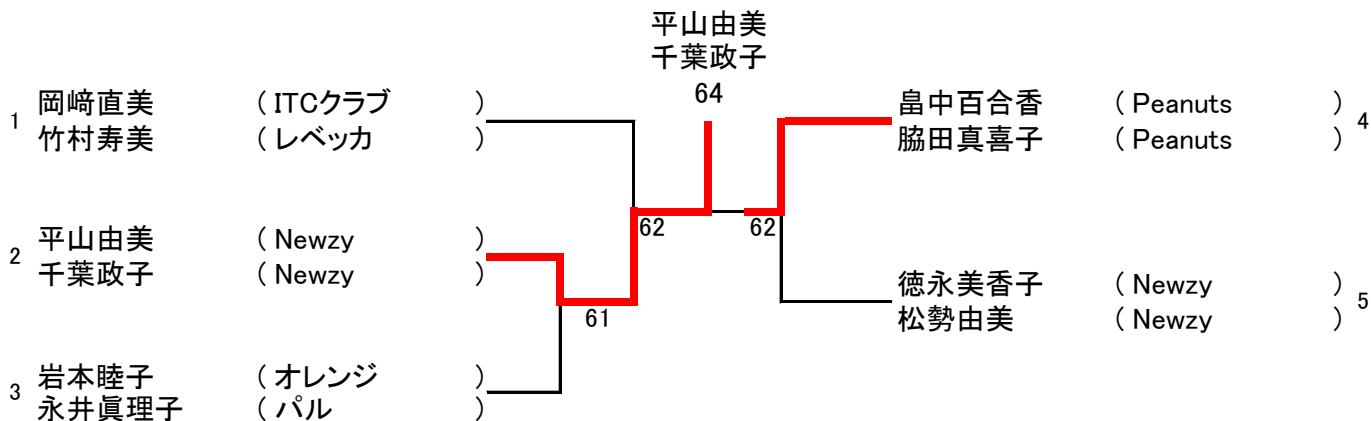 平山由美
千葉政子
64
1 岡﨑直美 ( ITCクラブ )
竹村寿美 ( レベッカ )
畠中百合香 ( Peanuts ) 4
脇田真喜子 ( Peanuts )
62
62
2 平山由美 ( Newzy )
千葉政子 ( Newzy )
徳永美香子 ( Newzy ) 5
松勢由美 ( Newzy )
61
3 岩本睦子 ( オレンジ )
永井眞理子 ( パル )